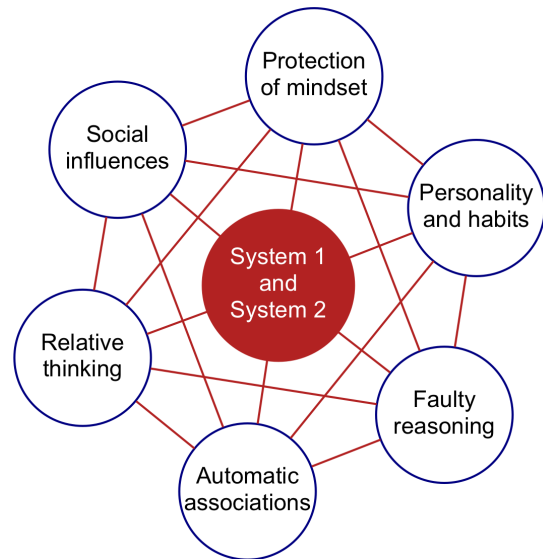 Protection
of mindset
Social
influences
Personality
and habits
System 1
and
System 2
Relative
thinking
Faulty
reasoning
Automatic
associations